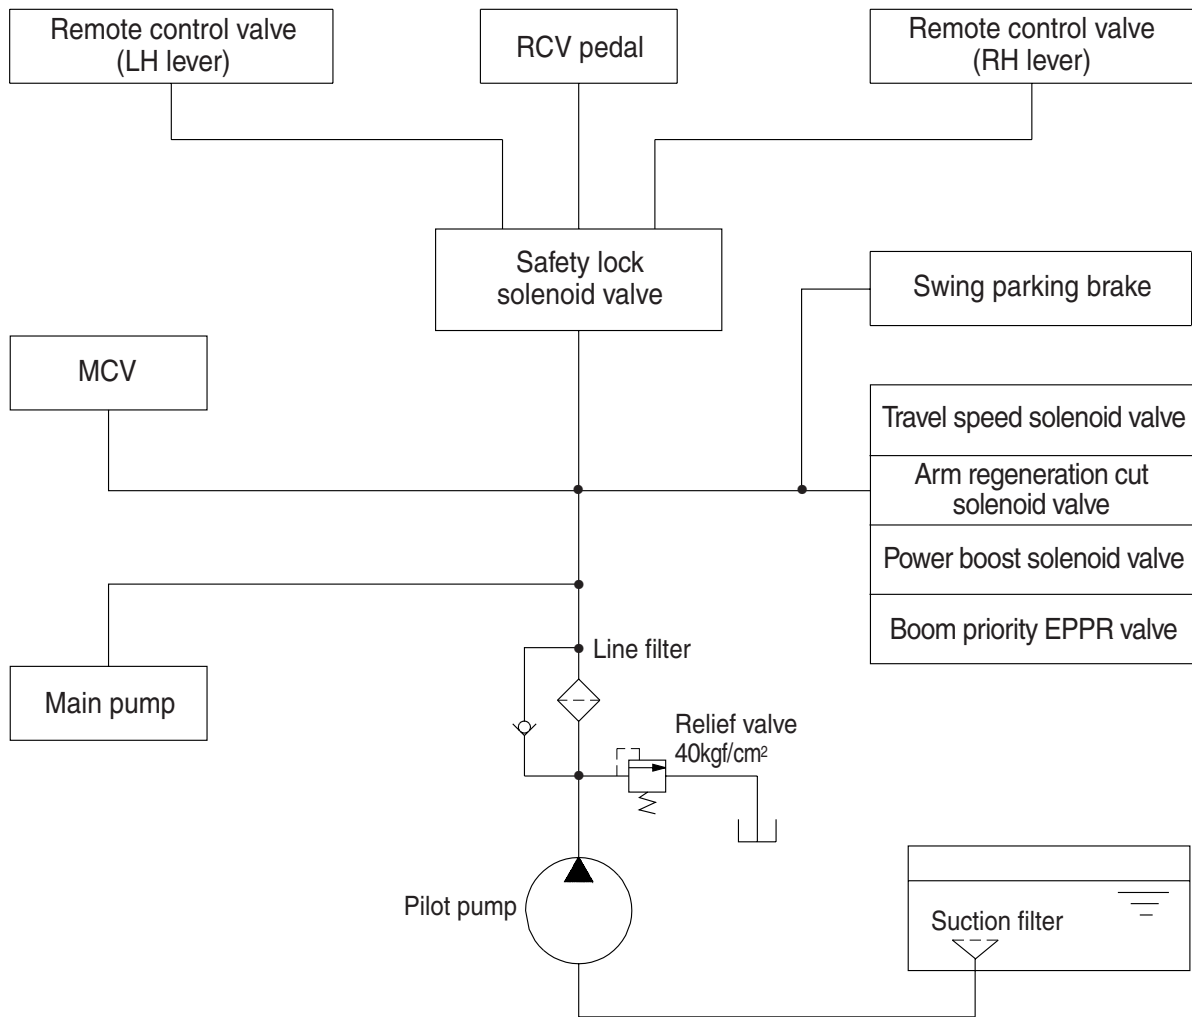 Remote control valve
(LH lever)
RCV pedal
Remote control valve
(RH lever)
Safety lock
solenoid valve
Swing parking brake
MCV
Travel speed solenoid valve
Arm regeneration cut
solenoid valve
Power boost solenoid valve
Boom priority EPPR valve
Line filter
Main pump
Relief valve
40kgf/cm²
Pilot pump
Suction filter